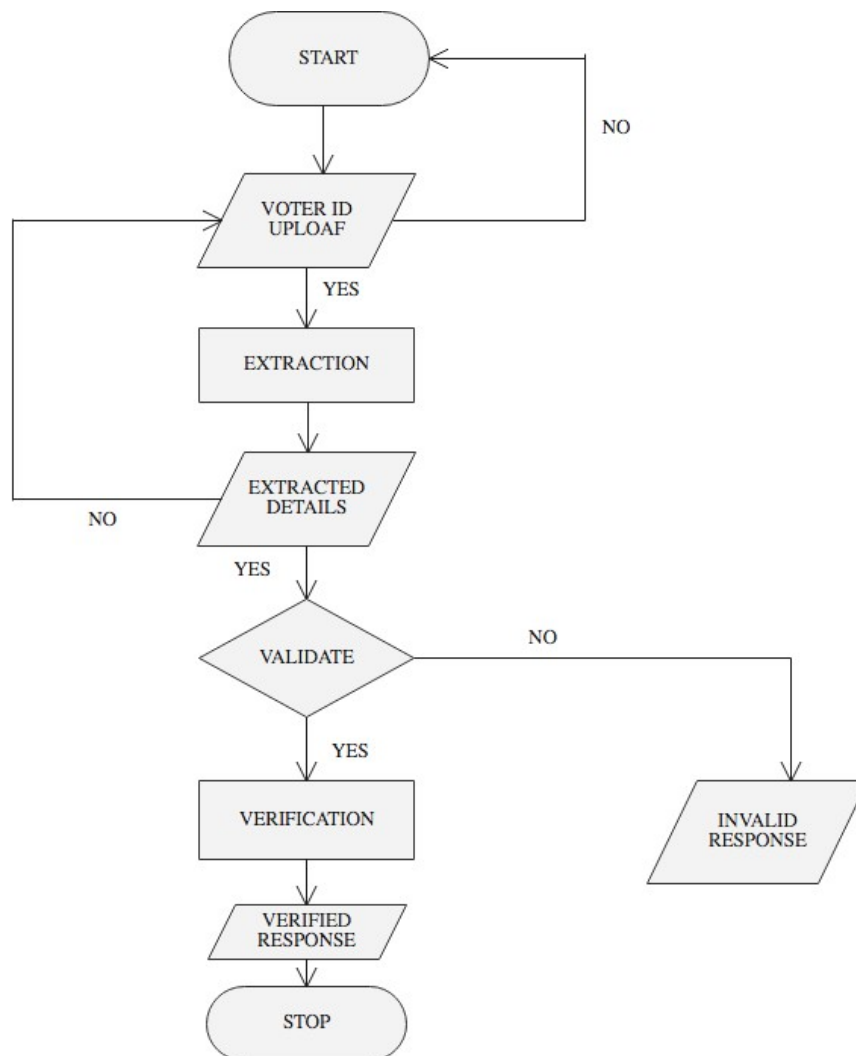 START
NO
VOTER ID
UPLOAF
YES
EXTRACTION
EXTRACTED
DETAILS
NO
YES
VALIDATE
NO
YES
VERIFICATION
INVALID
RESPONSE
VERIFIED
RESPONSE
STOP